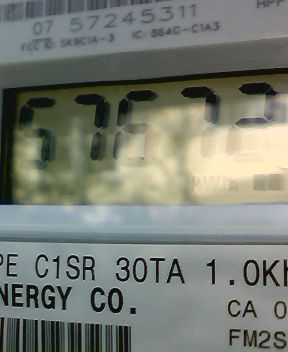 07 57245311
FCC ID: SK9C1A-3 IC: 864G-C1A3
57672
kWh
PE C1SR 30TA 1.0Kh
NERGY CO.
CA 0
FM2S